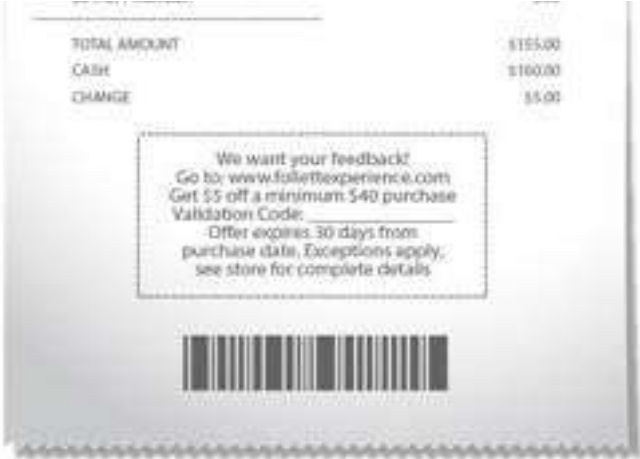 TOTAL AMOUNT $155.00
CASH $160.00
CHANGE $5.00
We want your feedback!
Go to: www.follettexperience.com
Get $5 off a minimum $40 purchase
Validation Code:
Offer expires 30 days from
purchase date. Exceptions apply,
see store for complete details